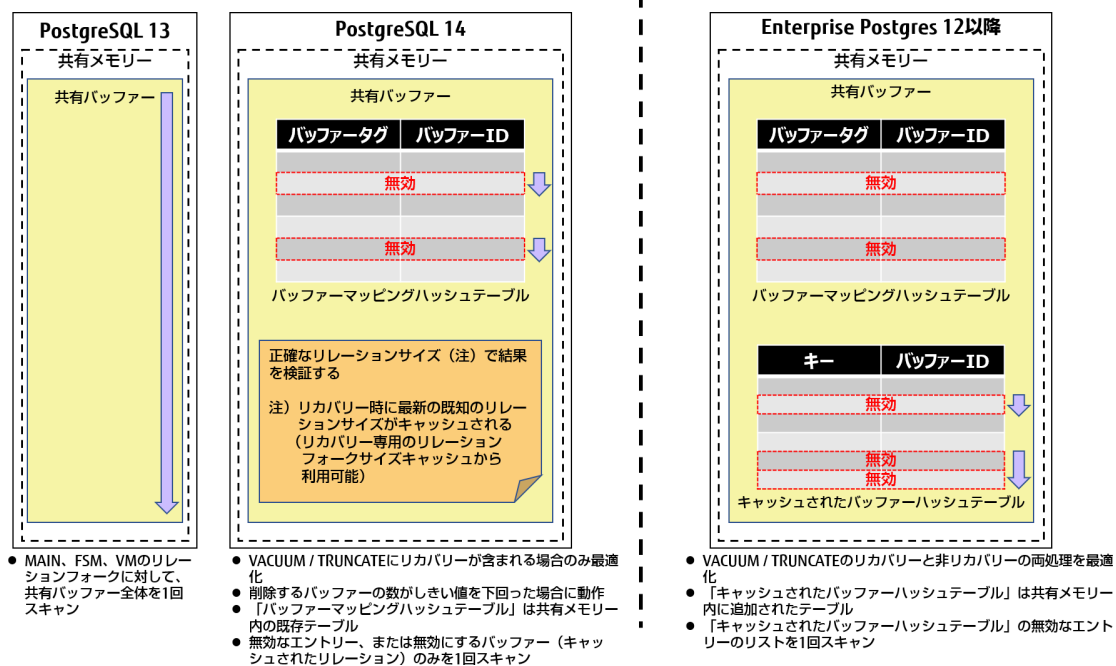 PostgreSQL 13
共有メモリー
共有バッファー
● MAIN、FSM、VMのリレー
ションフォークに対して、
共有バッファー全体を1回
スキャン
PostgreSQL 14
共有メモリー
共有バッファー
バッファータグ バッファーID
無効
無効
バッファーマッピングハッシュテーブル
正確なリレーションサイズ（注）で結果
を検証する
注）リカバリー時に最新の既知のリレー
ションサイズがキャッシュされる
（リカバリー専用のリレーション
フォークサイズキャッシュから
利用可能）
● VACUUM / TRUNCATEにリカバリーが含まれる場合のみ最適
化
● 削除するバッファーの数がしきい値を下回った場合に動作
● 「バッファーマッピングハッシュテーブル」は共有メモリー
内の既存テーブル
● 無効なエントリー、または無効にするバッファー（キャッ
シュされたリレーション）のみを1回スキャン
Enterprise Postgres 12以降
共有メモリー
共有バッファー
バッファータグ バッファーID
無効
無効
バッファーマッピングハッシュテーブル
キー バッファーID
無効
無効
無効
キャッシュされたバッファーハッシュテーブル
● VACUUM / TRUNCATEのリカバリーと非リカバリーの両処理を最適
化
● 「キャッシュされたバッファーハッシュテーブル」は共有メモリー
内に追加されたテーブル
● 「キャッシュされたバッファーハッシュテーブル」の無効なエント
リーのリストを1回スキャン